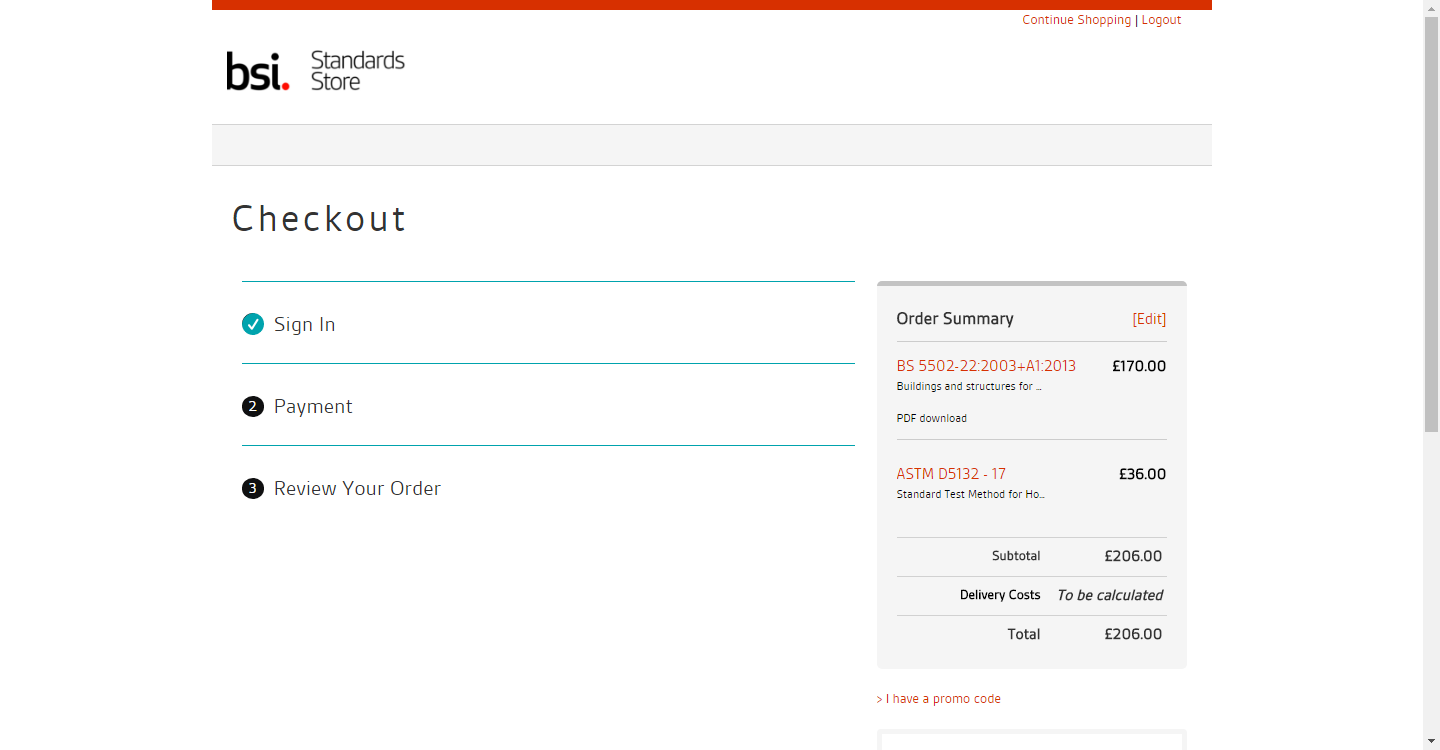 Continue Shopping | Logout
bsi. Standards Store
Checkout
Sign In
2 Payment
3 Review Your Order
Order Summary [Edit]
BS 5502-22:2003+A1:2013 £170.00
Buildings and structures for ...
PDF download
ASTM D5132 - 17 £36.00
Standard Test Method for Ho...
Subtotal £206.00
Delivery Costs To be calculated
Total £206.00
> I have a promo code